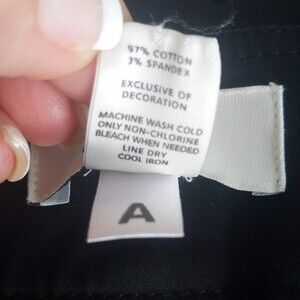 97% COTTON
3% SPANDEX
EXCLUSIVE OF
DECORATION
MACHINE WASH COLD
ONLY NON-CHLORINE
BLEACH WHEN NEEDED
LINE DRY
COOL IRON
A